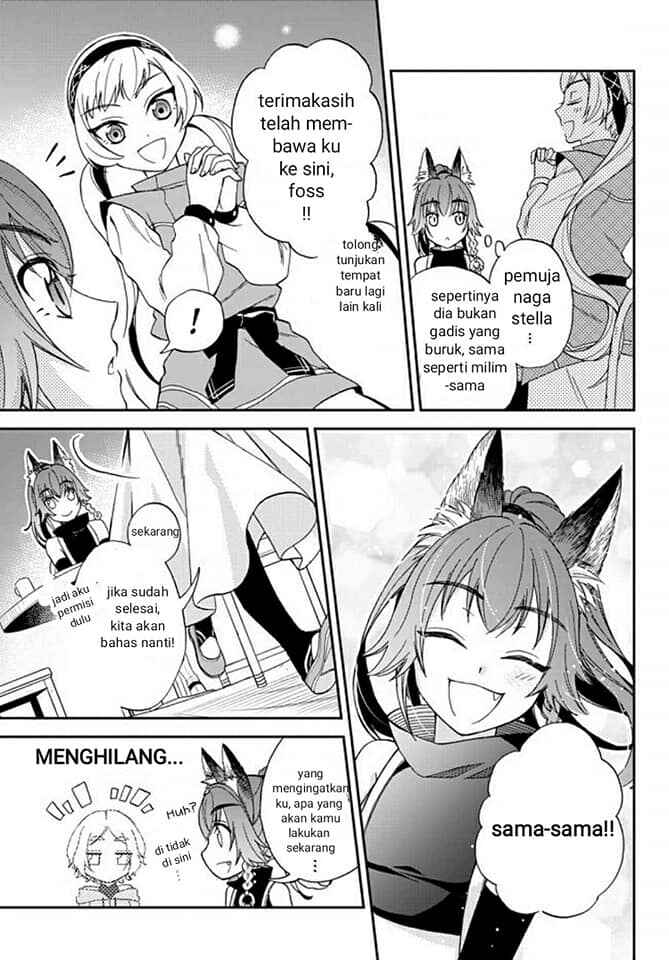 pemuja
naga
stella
...
sepertinya
dia bukan
gadis yang
buruk, sama
seperti milim
-sama
terimakasih
telah mem-
bawa ku
ke sini,
foss
!!
tolong
tunjukan
tempat
baru lagi
lain kali
!
sama-sama!!
sekarang
jika sudah
selesai,
kita akan
bahas nanti!
jadi aku
permisi
dulu
yang
mengingatkan
ku, apa yang
akan kamu
lakukan
sekarang
...
MENGHILANG...
Huh?
di tidak
di sini